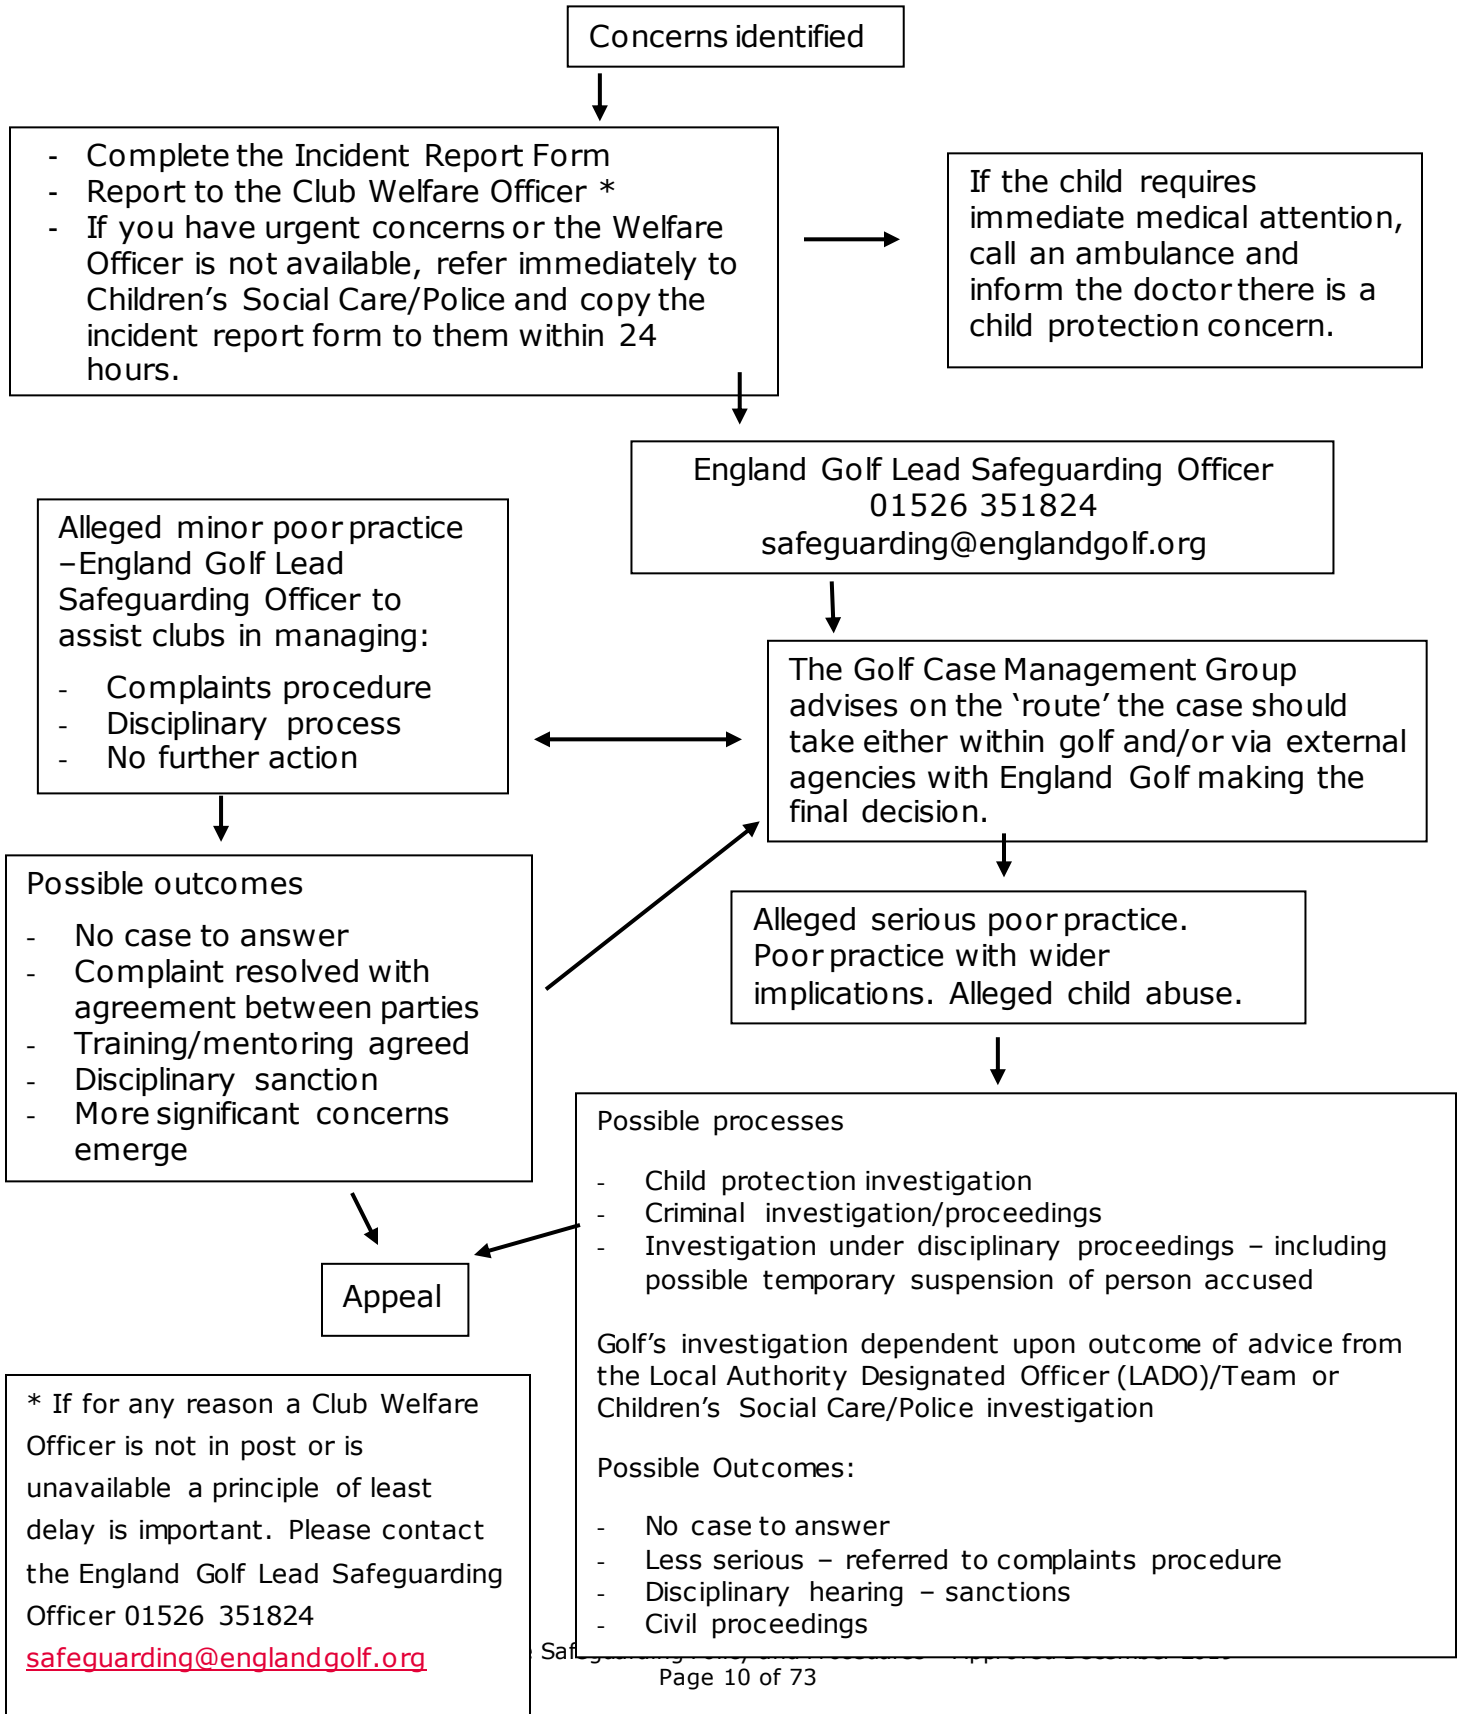 Concerns identified
- Complete the Incident Report Form
- Report to the Club Welfare Officer *
- If you have urgent concerns or the Welfare
Officer is not available, refer immediately to
Children’s Social Care/Police and copy the
incident report form to them within 24
hours.
If the child requires
immediate medical attention,
call an ambulance and
inform the doctor there is a
child protection concern.
England Golf Lead Safeguarding Officer
01526 351824
safeguarding@englandgolf.org
Alleged minor poor practice
–England Golf Lead
Safeguarding Officer to
assist clubs in managing:
- Complaints procedure
- Disciplinary process
- No further action
The Golf Case Management Group
advises on the ‘route’ the case should
take either within golf and/or via external
agencies with England Golf making the
final decision.
Possible outcomes
- No case to answer
- Complaint resolved with
agreement between parties
- Training/mentoring agreed
- Disciplinary sanction
- More significant concerns
emerge
Alleged serious poor practice.
Poor practice with wider
implications. Alleged child abuse.
Possible processes
- Child protection investigation
- Criminal investigation/proceedings
- Investigation under disciplinary proceedings – including
possible temporary suspension of person accused
Golf’s investigation dependent upon outcome of advice from
the Local Authority Designated Officer (LADO)/Team or
Children’s Social Care/Police investigation
Possible Outcomes:
- No case to answer
- Less serious – referred to complaints procedure
- Disciplinary hearing – sanctions
- Civil proceedings
Appeal
* If for any reason a Club Welfare
Officer is not in post or is
unavailable a principle of least
delay is important. Please contact
the England Golf Lead Safeguarding
Officer 01526 351824
safeguarding@englandgolf.org
Page 10 of 73